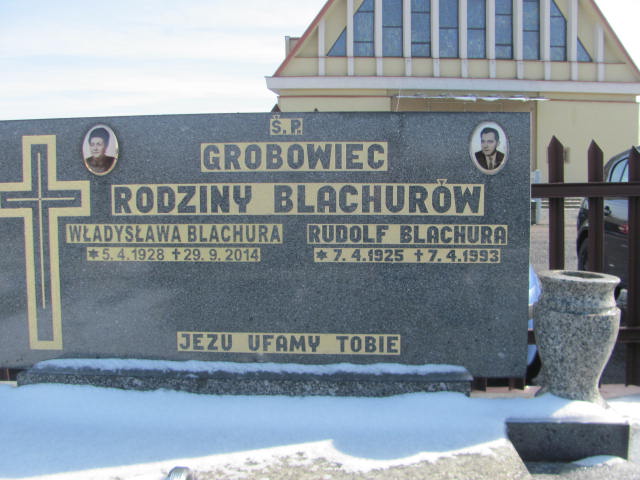 Ś.P.
GROBOWIEC
RODZINY BLACHURÓW
WŁADYSŁAWA BLACHURA
5.4.1928 ✝ 29.9.2014
RUDOLF BLACHURA
✶ 7.4.1925 ✝ 7.4.1993
JEZU UFAMY TOBIE